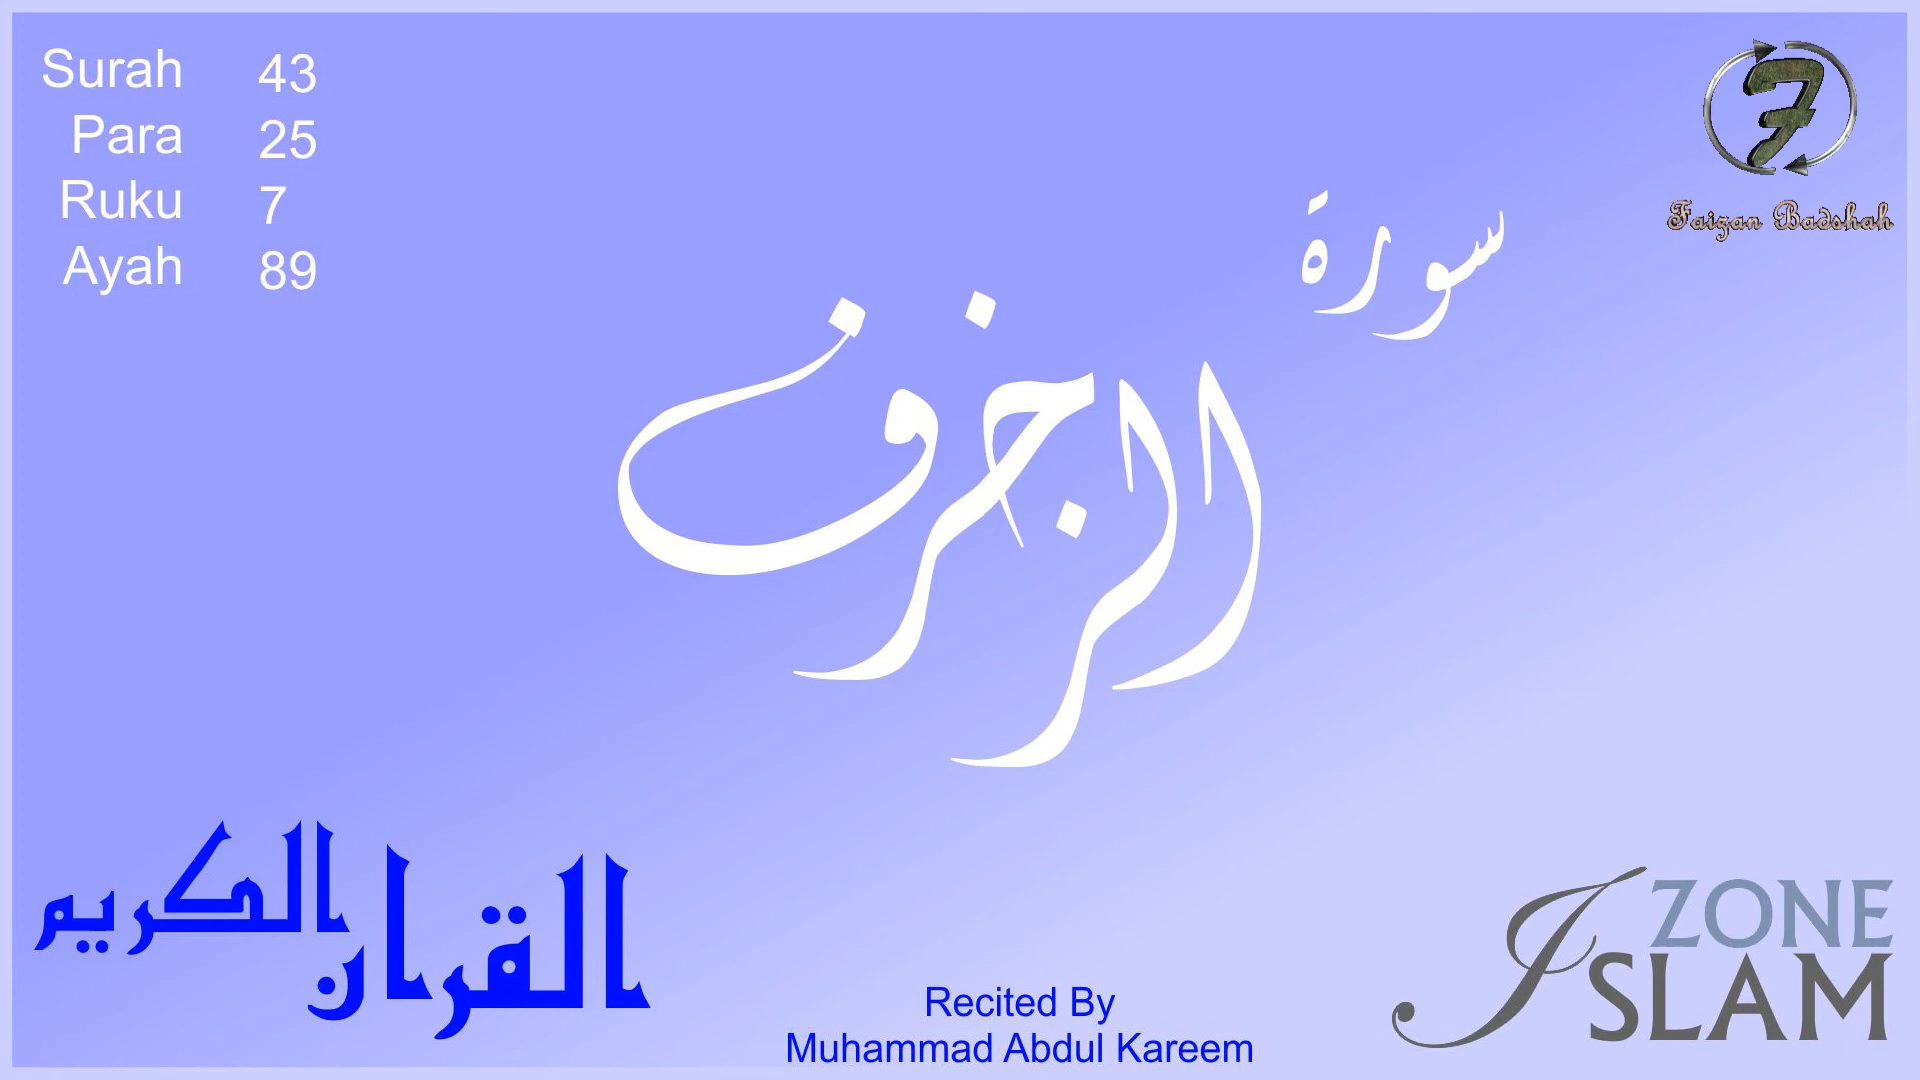 Surah 43
Para 25
Ruku 7
Ayah 89
Faizan Badshah
سورة
الزخرف
القران الكريم
Recited By
Muhammad Abdul Kareem
ZONE
ISLAM